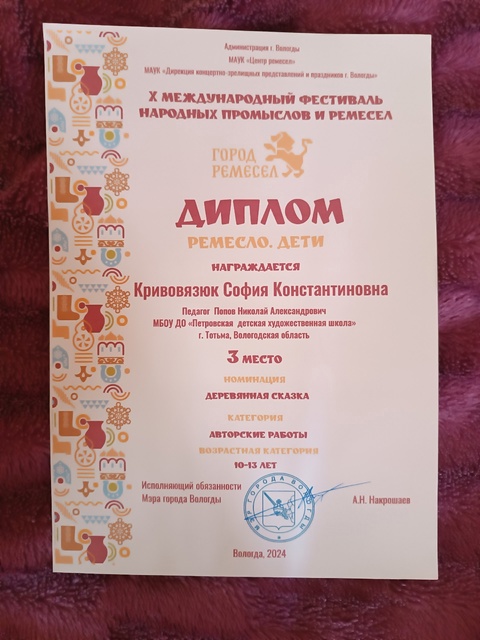 Администрация г. Вологды
МАУК «Центр ремесел»
МАУК «Дирекция концертно-зрелищных представлений и праздников г. Вологды»
X МЕЖДУНАРОДНЫЙ ФЕСТИВАЛЬ
НАРОДНЫХ ПРОМЫСЛОВ И РЕМЕСЕЛ
ГОРОД
РЕМЕСЕЛ
ДИПЛОМ
РЕМЕСЛО. ДЕТИ
НАГРАЖДАЕТСЯ
Кривовязюк София Константиновна
Педагог Попов Николай Александрович
МБОУ ДО «Петровская детская художественная школа»
г. Тотьма, Вологодская область
3 МЕСТО
НОМИНАЦИЯ
ДЕРЕВЯННАЯ СКАЗКА
КАТЕГОРИЯ
АВТОРСКИЕ РАБОТЫ
ВОЗРАСТНАЯ КАТЕГОРИЯ
10-13 ЛЕТ
Исполняющий обязанности
Мэра города Вологды
МЭР ГОРОДА ВОЛОГДЫ
А.Н. Накрошаев
Вологда, 2024